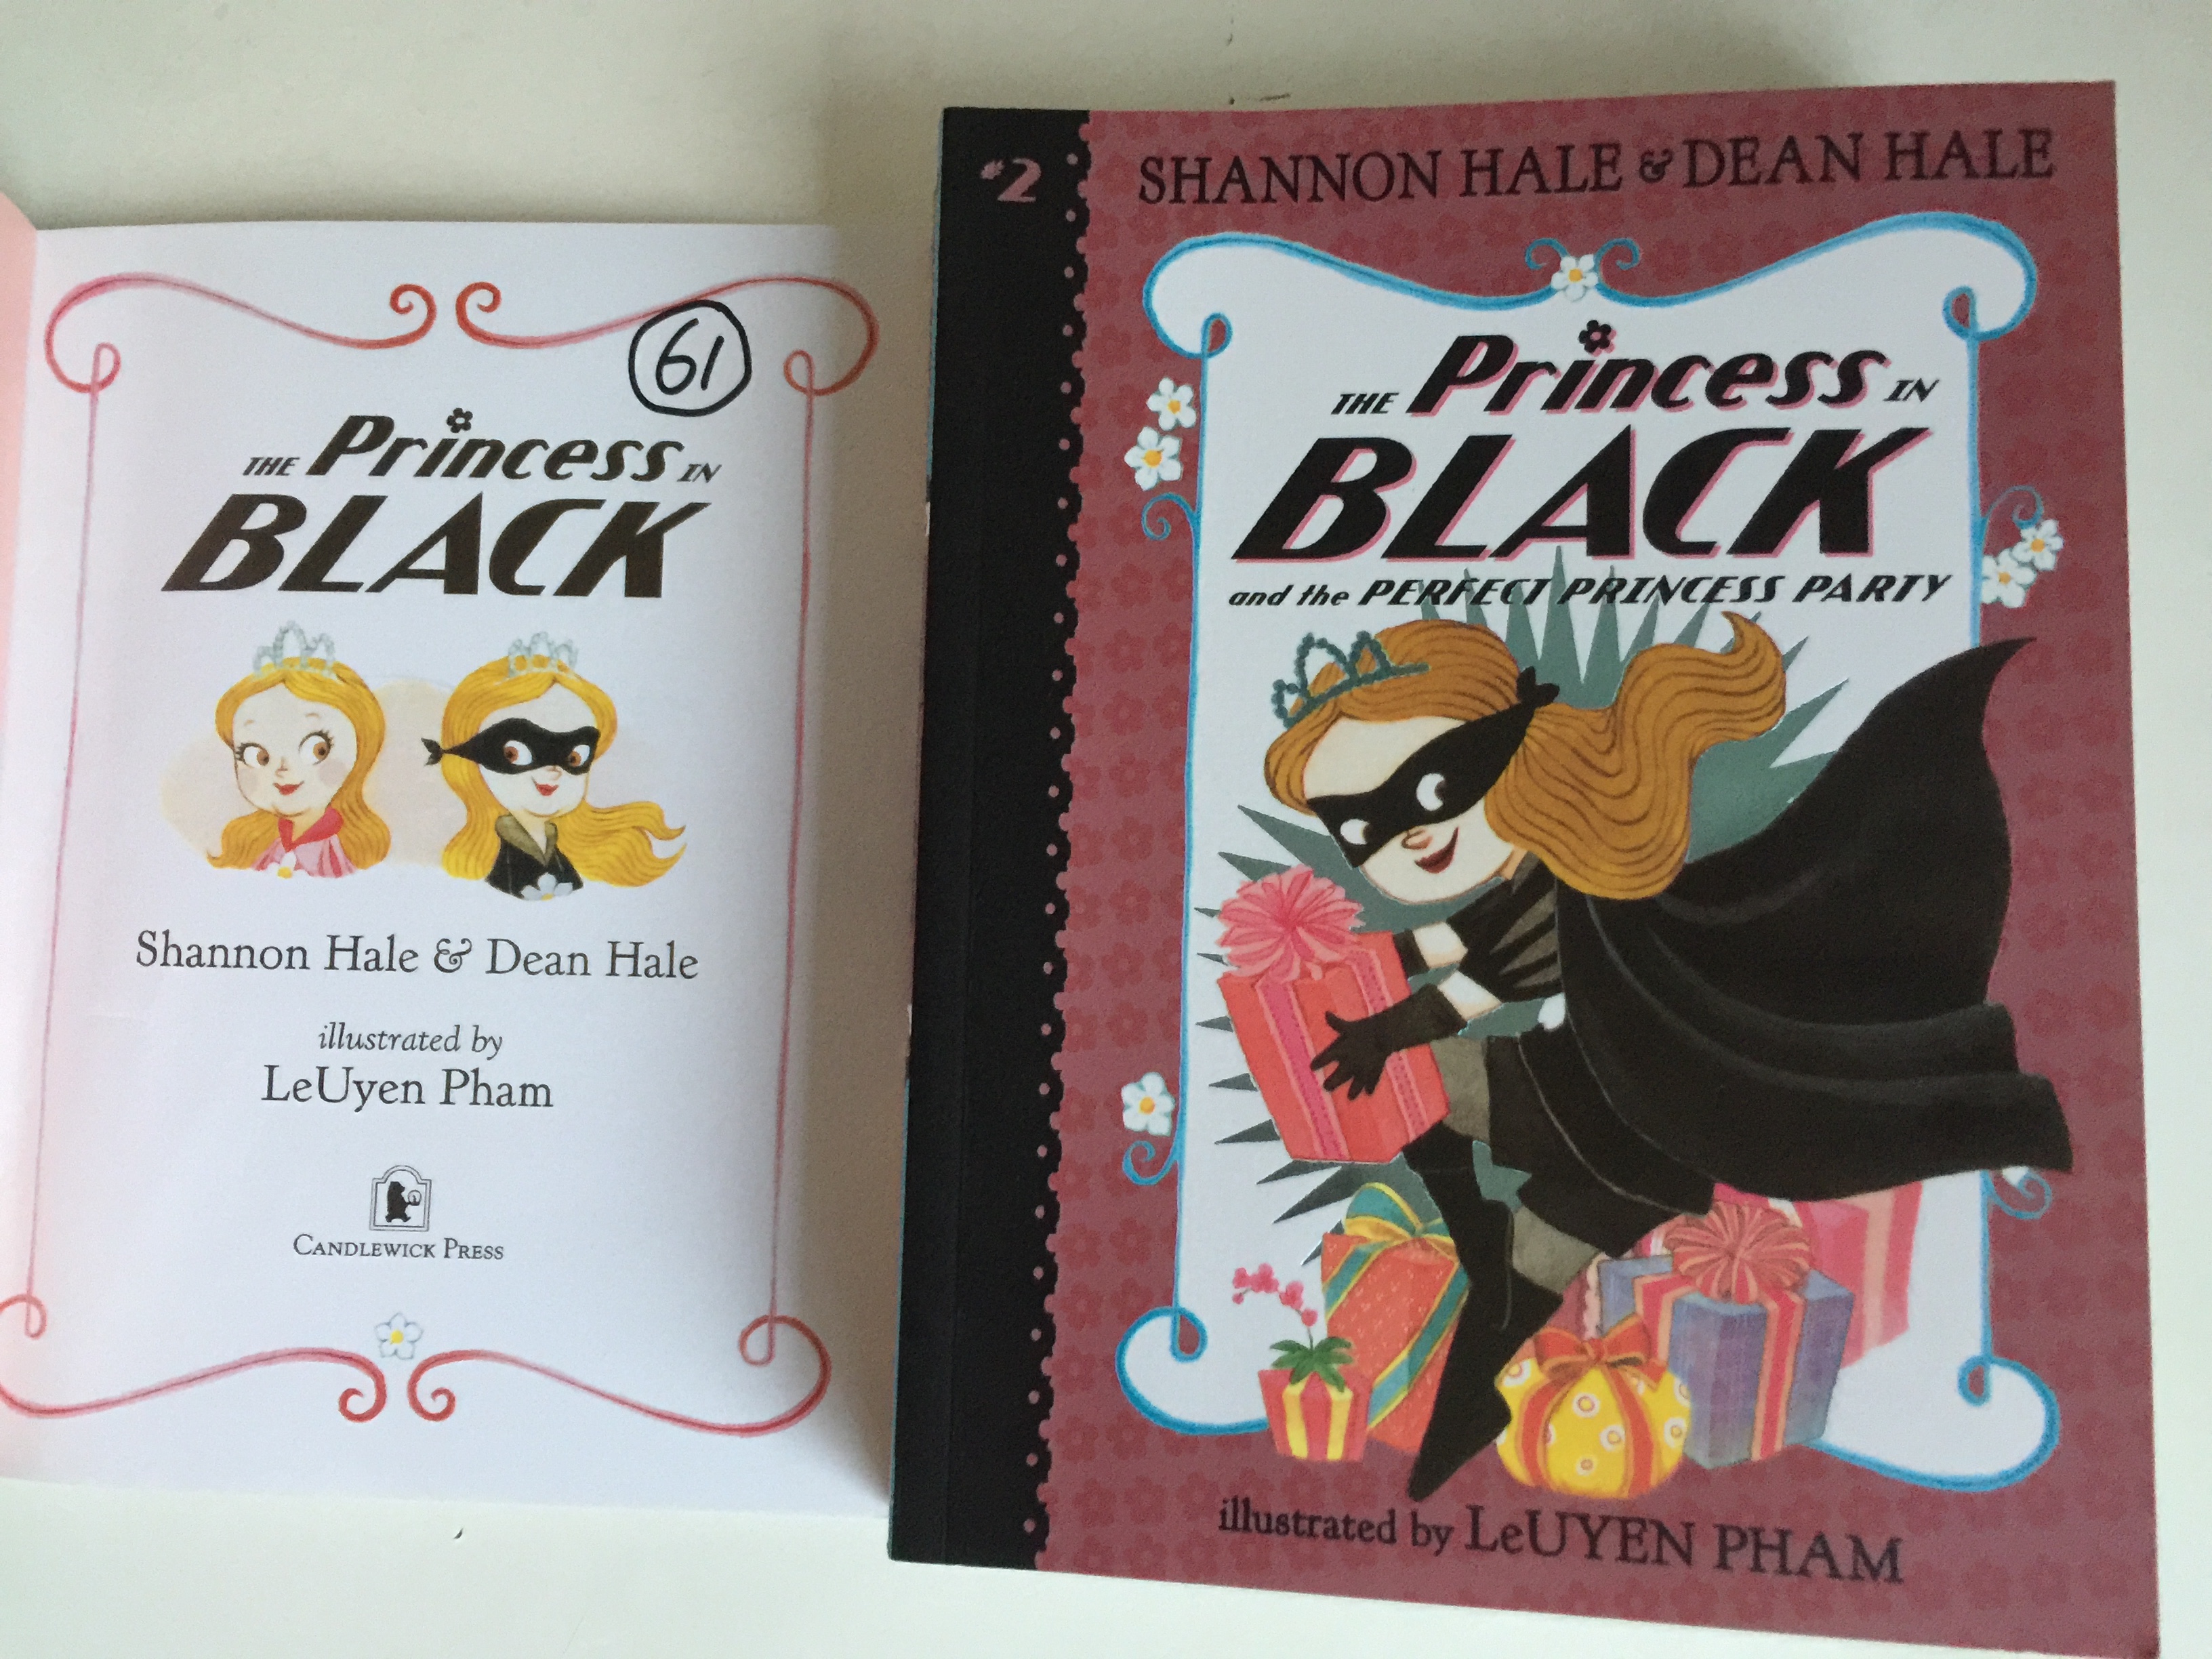 61
THE Princess IN
BLACK
Shannon Hale & Dean Hale
illustrated by
LeUyen Pham
CANDLEWICK PRESS
#2
SHANNON HALE & DEAN HALE
THE Princess IN
BLACK
and the PERFECT PRINCESS PARTY
illustrated by LeUYEN PHAM